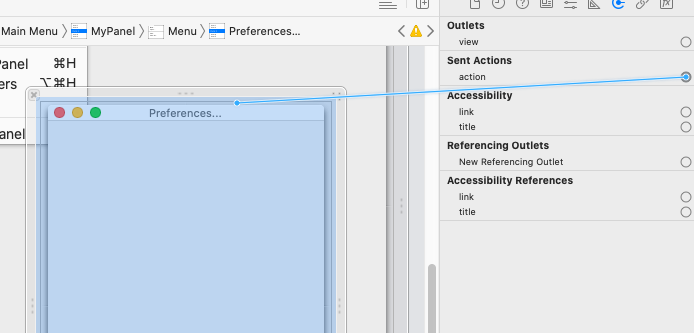 Main Menu MyPanel Menu Preferences...
Panel ⌘H
ers ⌥⌘H
anel
Preferences...
Outlets
view
Sent Actions
action
Accessibility
link
title
Referencing Outlets
New Referencing Outlet
Accessibility References
link
title